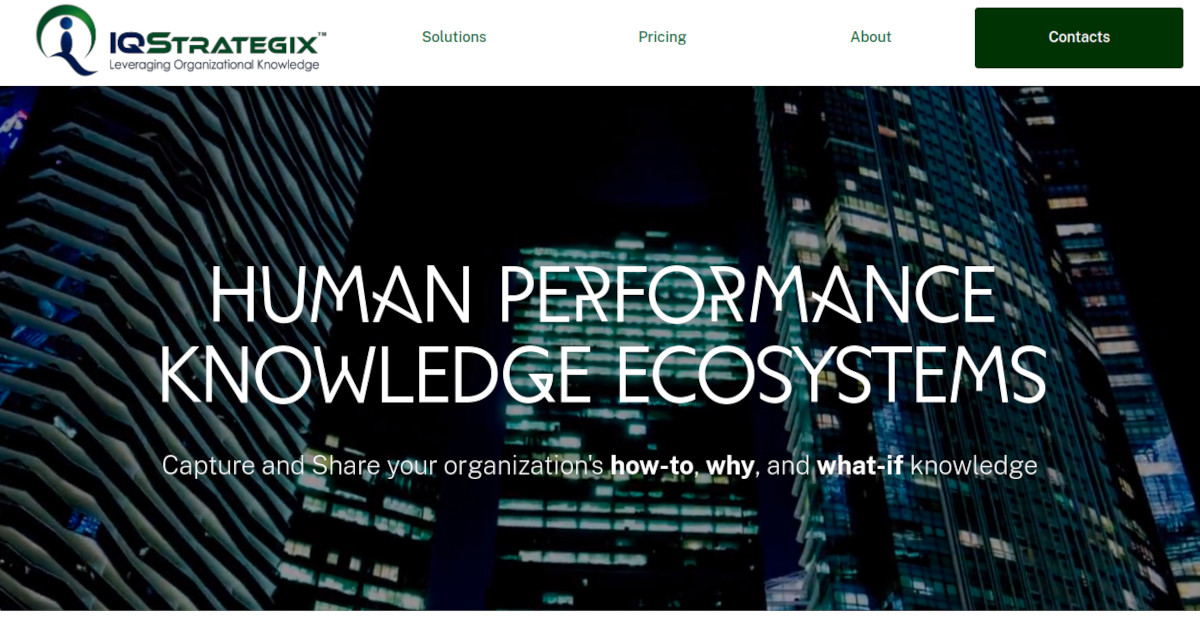 IQSTRATEGIX™
Leveraging Organizational Knowledge
Solutions
Pricing
About
Contacts
HUMAN PERFORMANCE
KNOWLEDGE ECOSYSTEMS
Capture and Share your organization's how-to, why, and what-if knowledge